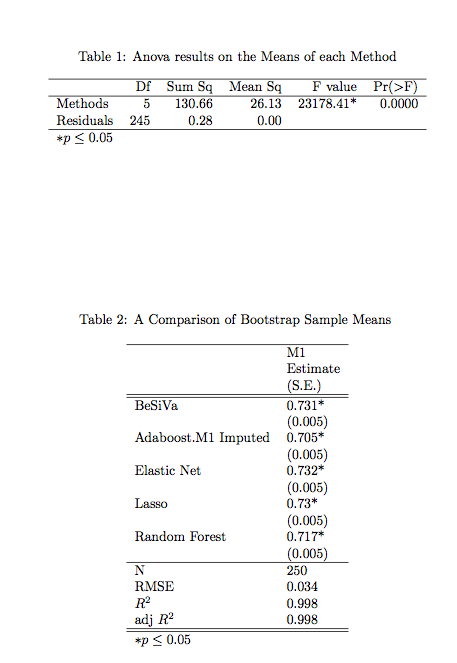 Table 1: Anova results on the Means of each Method
Df Sum Sq Mean Sq F value Pr(>F)
Methods 5 130.66 26.13 23178.41* 0.0000
Residuals 245 0.28 0.00
*p ≤ 0.05
Table 2: A Comparison of Bootstrap Sample Means
M1
Estimate
(S.E.)
BeSiVa 0.731*
(0.005)
Adaboost.M1 Imputed 0.705*
(0.005)
Elastic Net 0.732*
(0.005)
Lasso 0.73*
(0.005)
Random Forest 0.717*
(0.005)
N 250
RMSE 0.034
R² 0.998
adj R² 0.998
*p ≤ 0.05